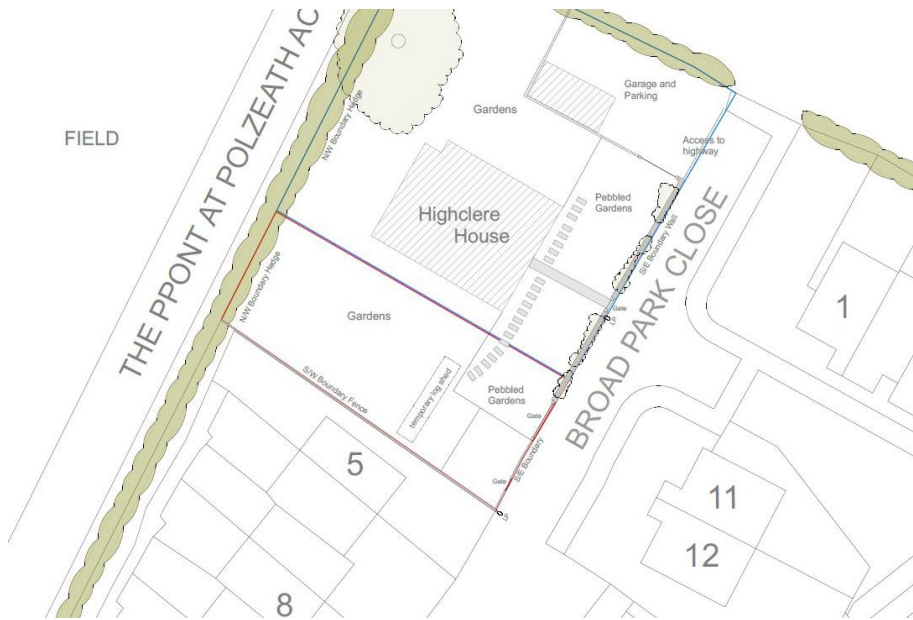 Garage and
Parking
FIELD
Gardens
N/W Boundary Hedge
Access to
highway
THE PPONT AT POLZEATH AC
Pebbled
Gardens
Highclere
House
S/E Boundary Wall
BROAD PARK CLOSE
N/W Boundary Hedge
Gate
1
Gardens
S/W Boundary Fence
temporary log shed
Pebbled
Gardens
Gate
S/E Boundary
5
Gate
11
12
8